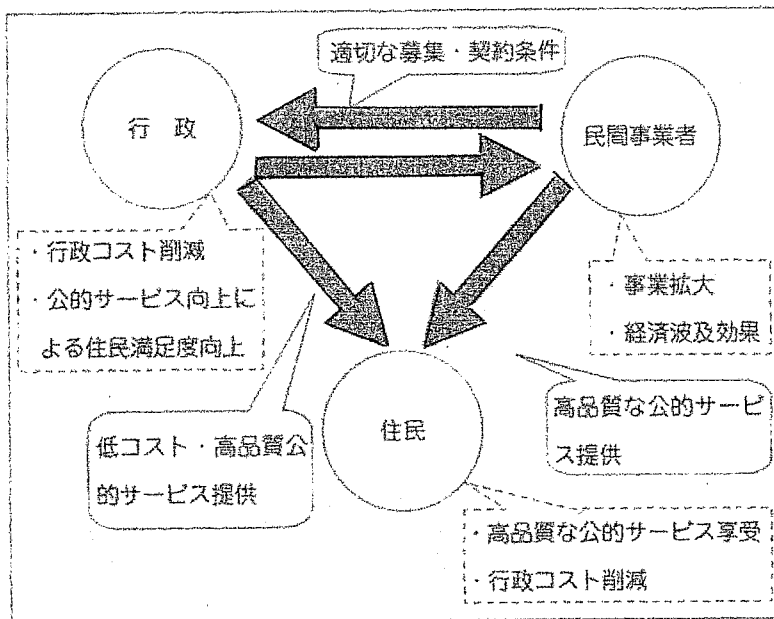 適切な募集・契約条件
行 政
民間事業者
・行政コスト削減
・公的サービス向上に
よる住民満足度向上
・事業拡大
・経済波及効果
低コスト・高品質公
的サービス提供
住民
高品質な公的サービ
ス提供
・高品質な公的サービス享受
・行政コスト削減